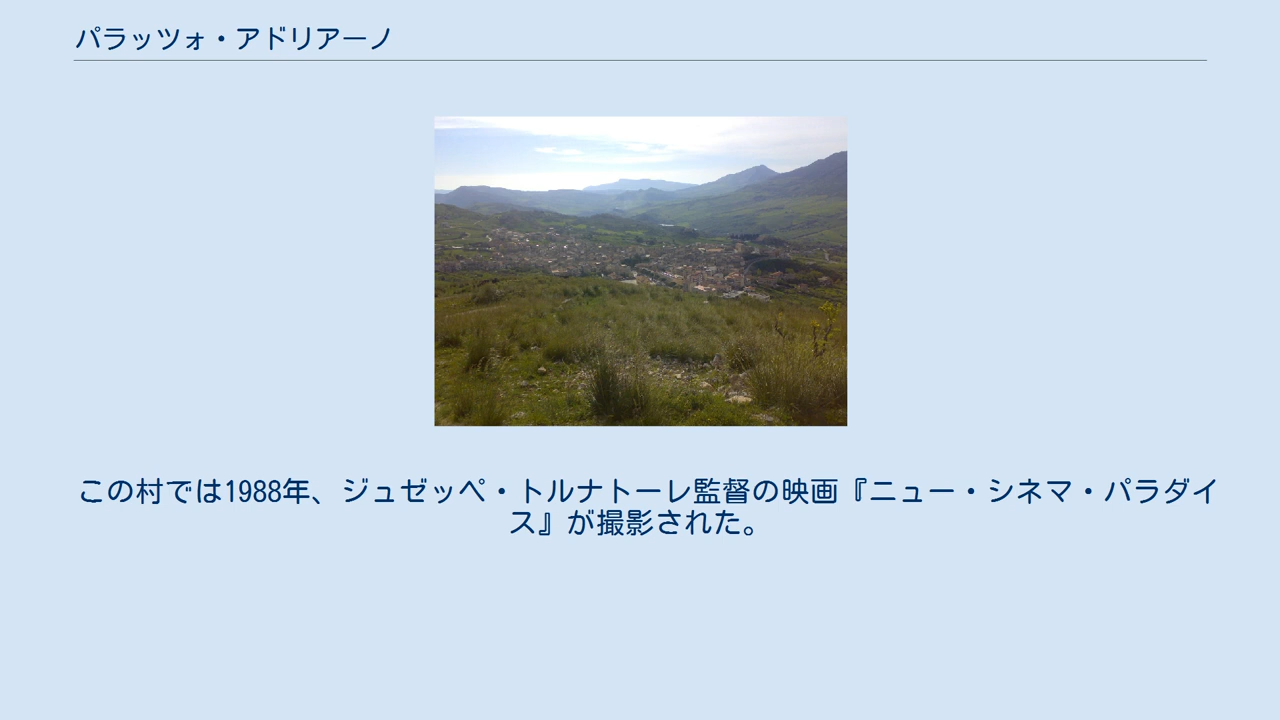 パラッツォ・アドリアーノ
この村では1988年、ジュゼッペ・トルナトーレ監督の映画『ニュー・シネマ・パラダイ
ス』が撮影された。